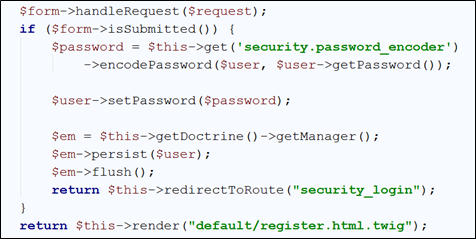 $form->handleRequest($request);
if ($form->isSubmitted()) {
$password = $this->get('security.password_encoder')
->encodePassword($user, $user->getPassword());
$user->setPassword($password);
$em = $this->getDoctrine()->getManager();
$em->persist($user);
$em->flush();
return $this->redirectToRoute("security_login");
}
return $this->render("default/register.html.twig");